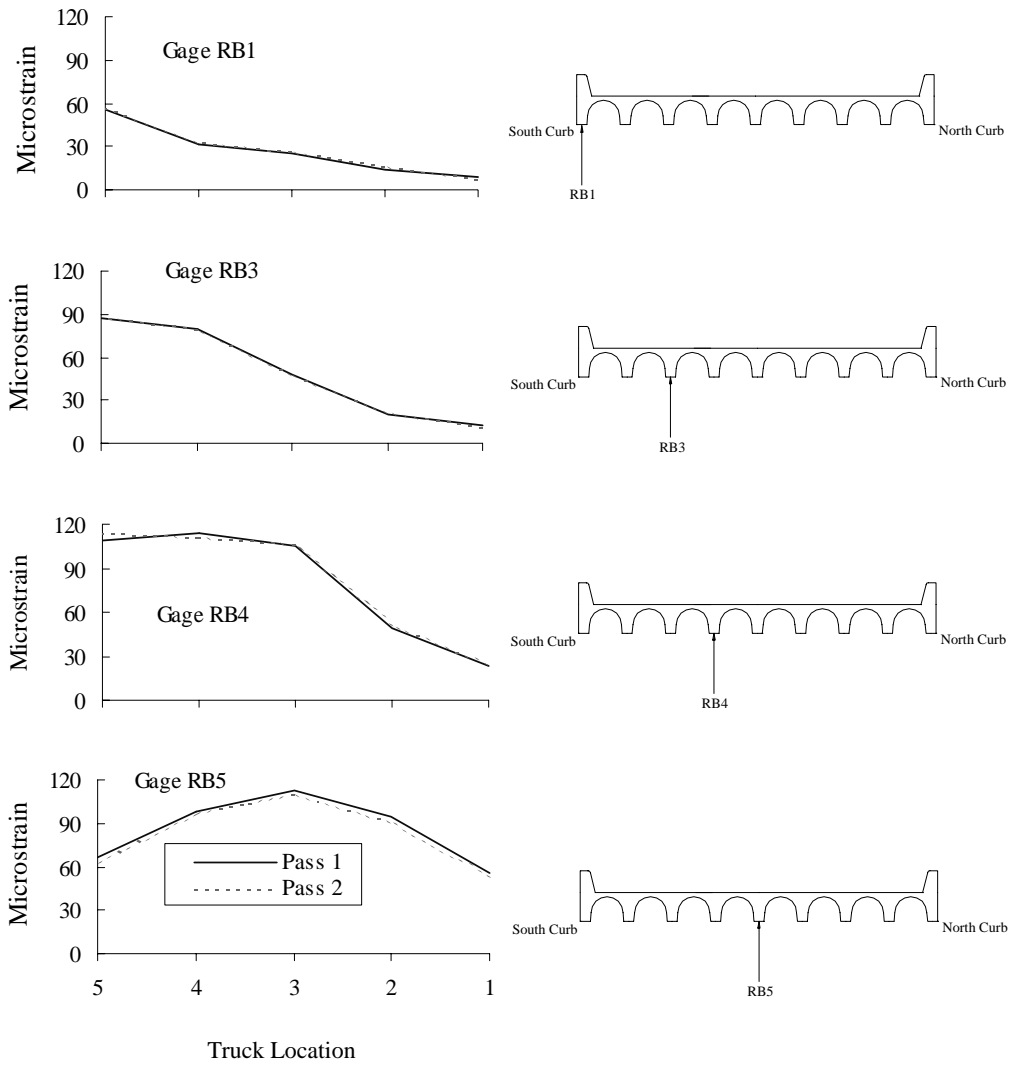 120
Gage RB1
90
60
30
0
Microstrain
South Curb
North Curb
RB1
120
Gage RB3
90
60
30
0
Microstrain
South Curb
North Curb
RB3
120
90
60
Gage RB4
30
0
Microstrain
South Curb
North Curb
RB4
120
Gage RB5
90
60
30
0
Microstrain
Pass 1
Pass 2
South Curb
North Curb
RB5
5 4 3 2 1
Truck Location